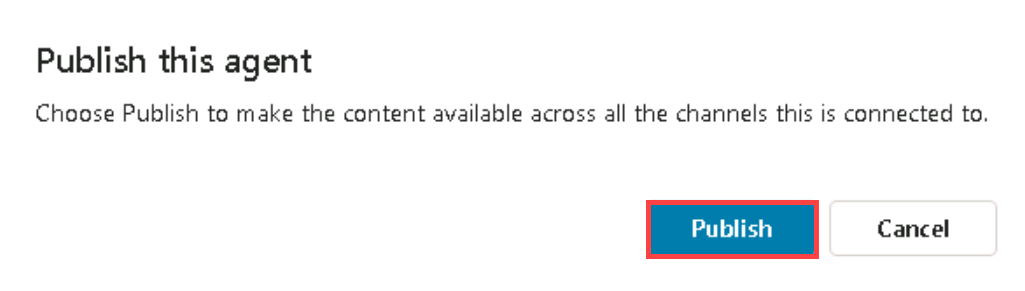 Publish this agent
Choose Publish to make the content available across all the channels this is connected to.
Publish Cancel